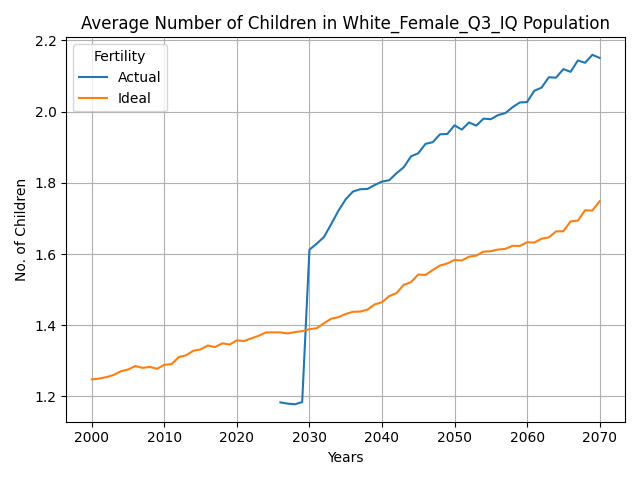 Average Number of Children in White_Female_Q3_IQ Population
Fertility
Actual
Ideal
No. of Children
2.2
2.0
1.8
1.6
1.4
1.2
2000 2010 2020 2030 2040 2050 2060 2070
Years